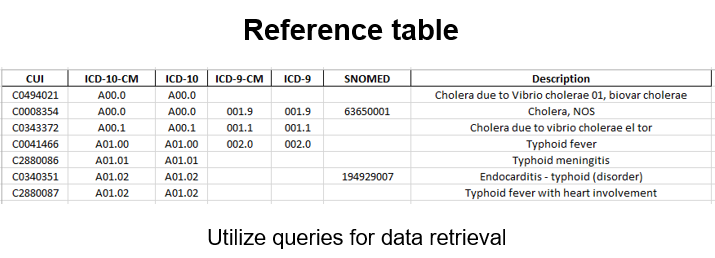 Reference table
CUI ICD-10-CM ICD-10 ICD-9-CM ICD-9 SNOMED Description
C0494021 A00.0 A00.0 Cholera due to Vibrio cholerae 01, biovar cholerae
C0008354 A00.0 A00.0 001.9 001.9 63650001 Cholera, NOS
C0343372 A00.1 A00.1 001.1 001.1 Cholera due to vibrio cholerae el tor
C0041466 A01.00 A01.00 002.0 002.0 Typhoid fever
C2880086 A01.01 A01.01 Typhoid meningitis
C0340351 A01.02 A01.02 194929007 Endocarditis - typhoid (disorder)
C2880087 A01.02 A01.02 Typhoid fever with heart involvement
Utilize queries for data retrieval